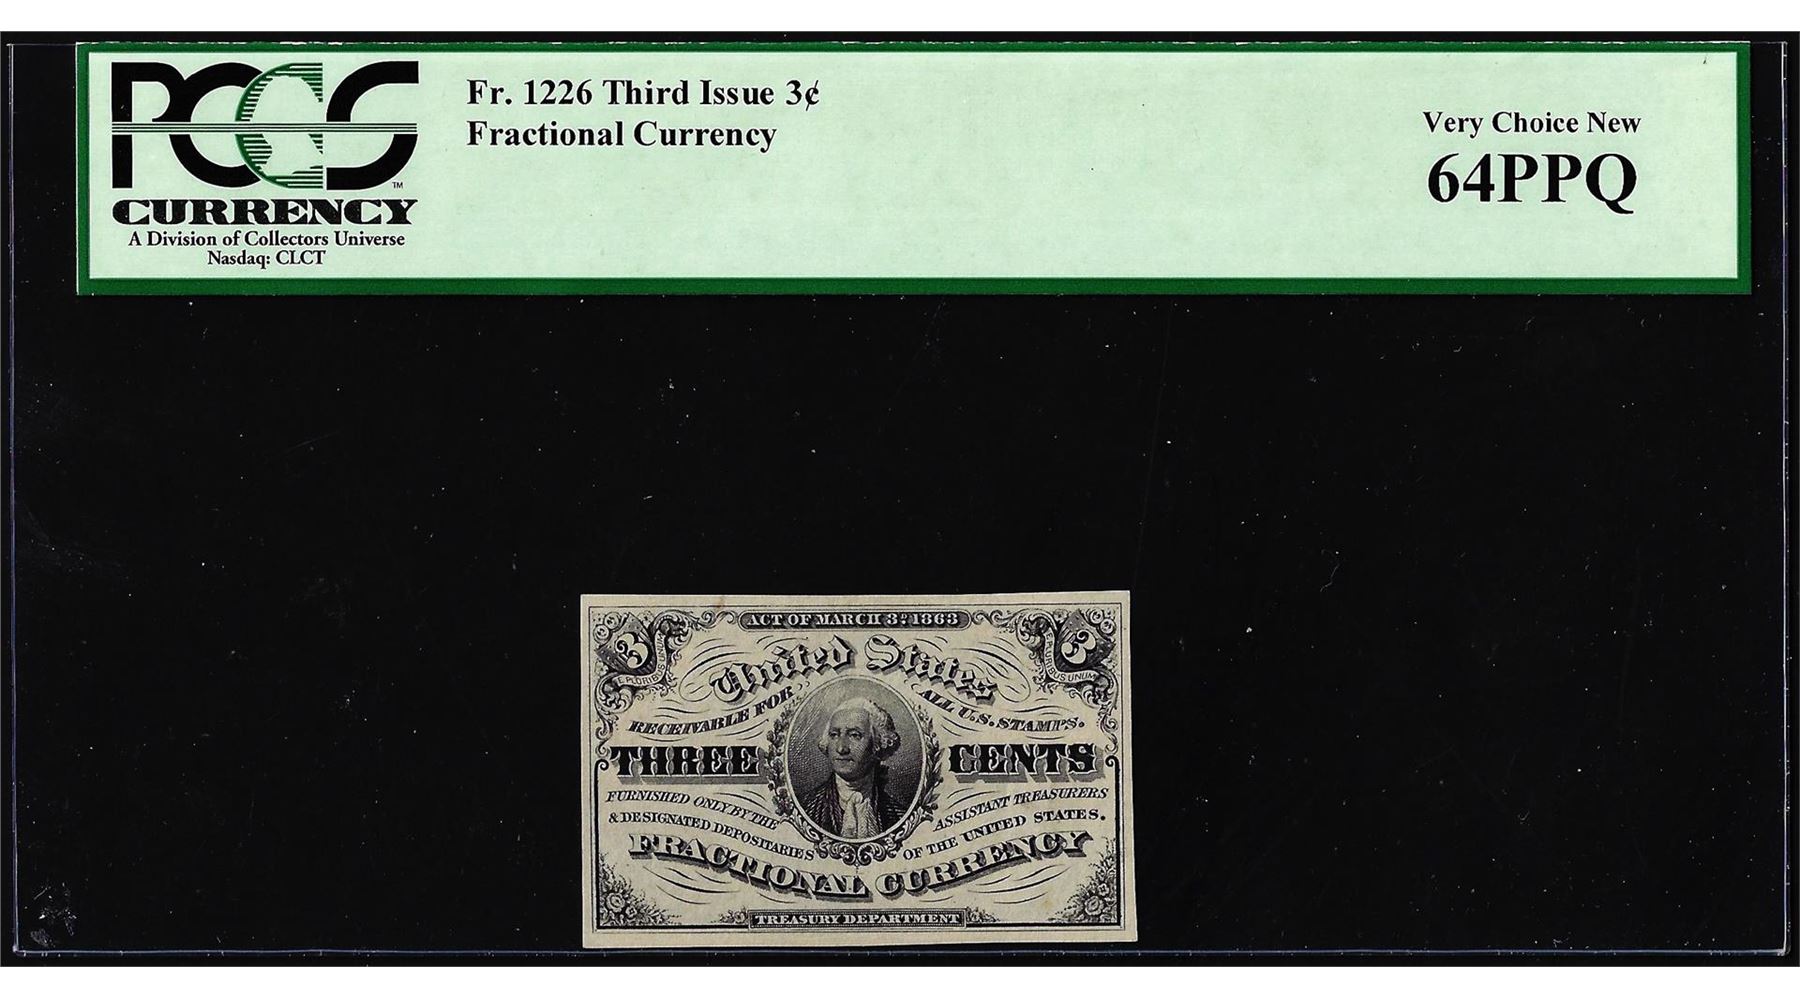 PCGS
TM
CURRENCY
A Division of Collectors Universe
Nasdaq: CLCT
Fr. 1226 Third Issue 3¢
Fractional Currency
Very Choice New
64PPQ
ACT OF MARCH 3D 1863
3
3
E PLURIBUS UNUM
E PLURIBUS UNUM
United States
RECEIVABLE FOR ALL U.S. STAMPS.
THREE CENTS
FURNISHED ONLY BY THE ASSISTANT TREASURERS
& DESIGNATED DEPOSITARIES OF THE UNITED STATES.
FRACTIONAL CURRENCY
TREASURY DEPARTMENT